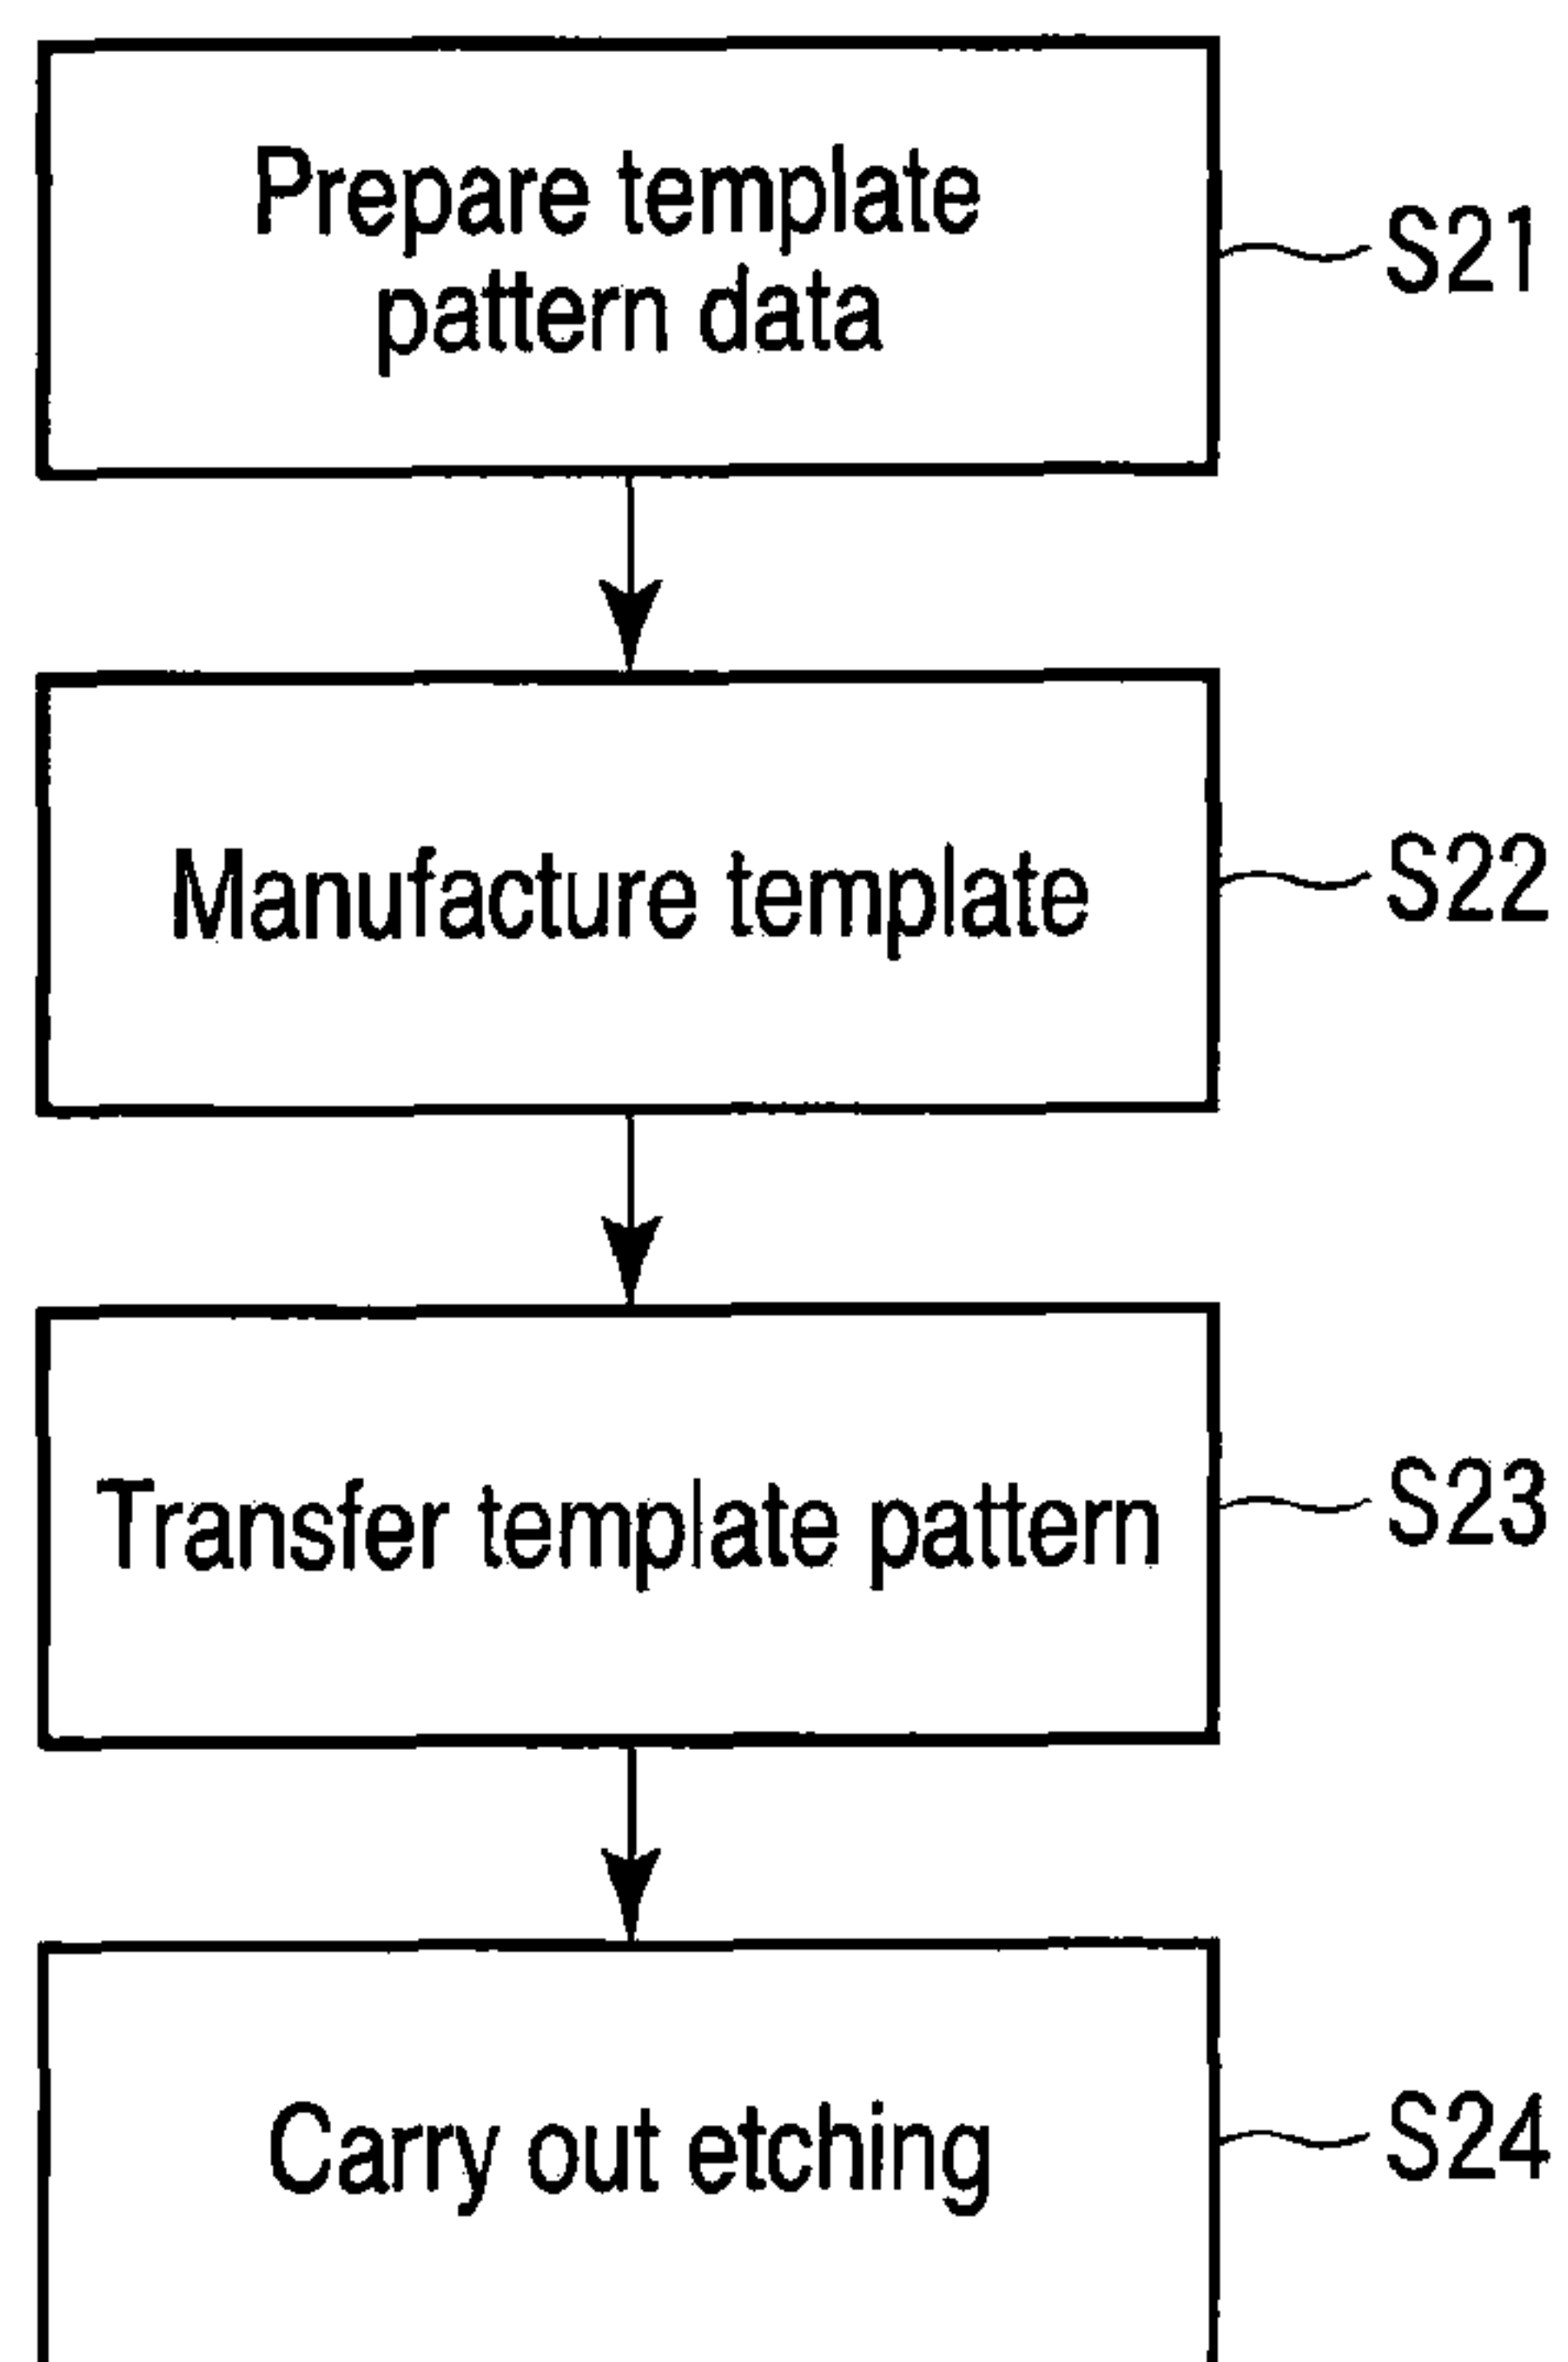 Prepare template
pattern data
S21
Manufacture template
S22
Transfer template pattern
S23
Carry out etching
S24